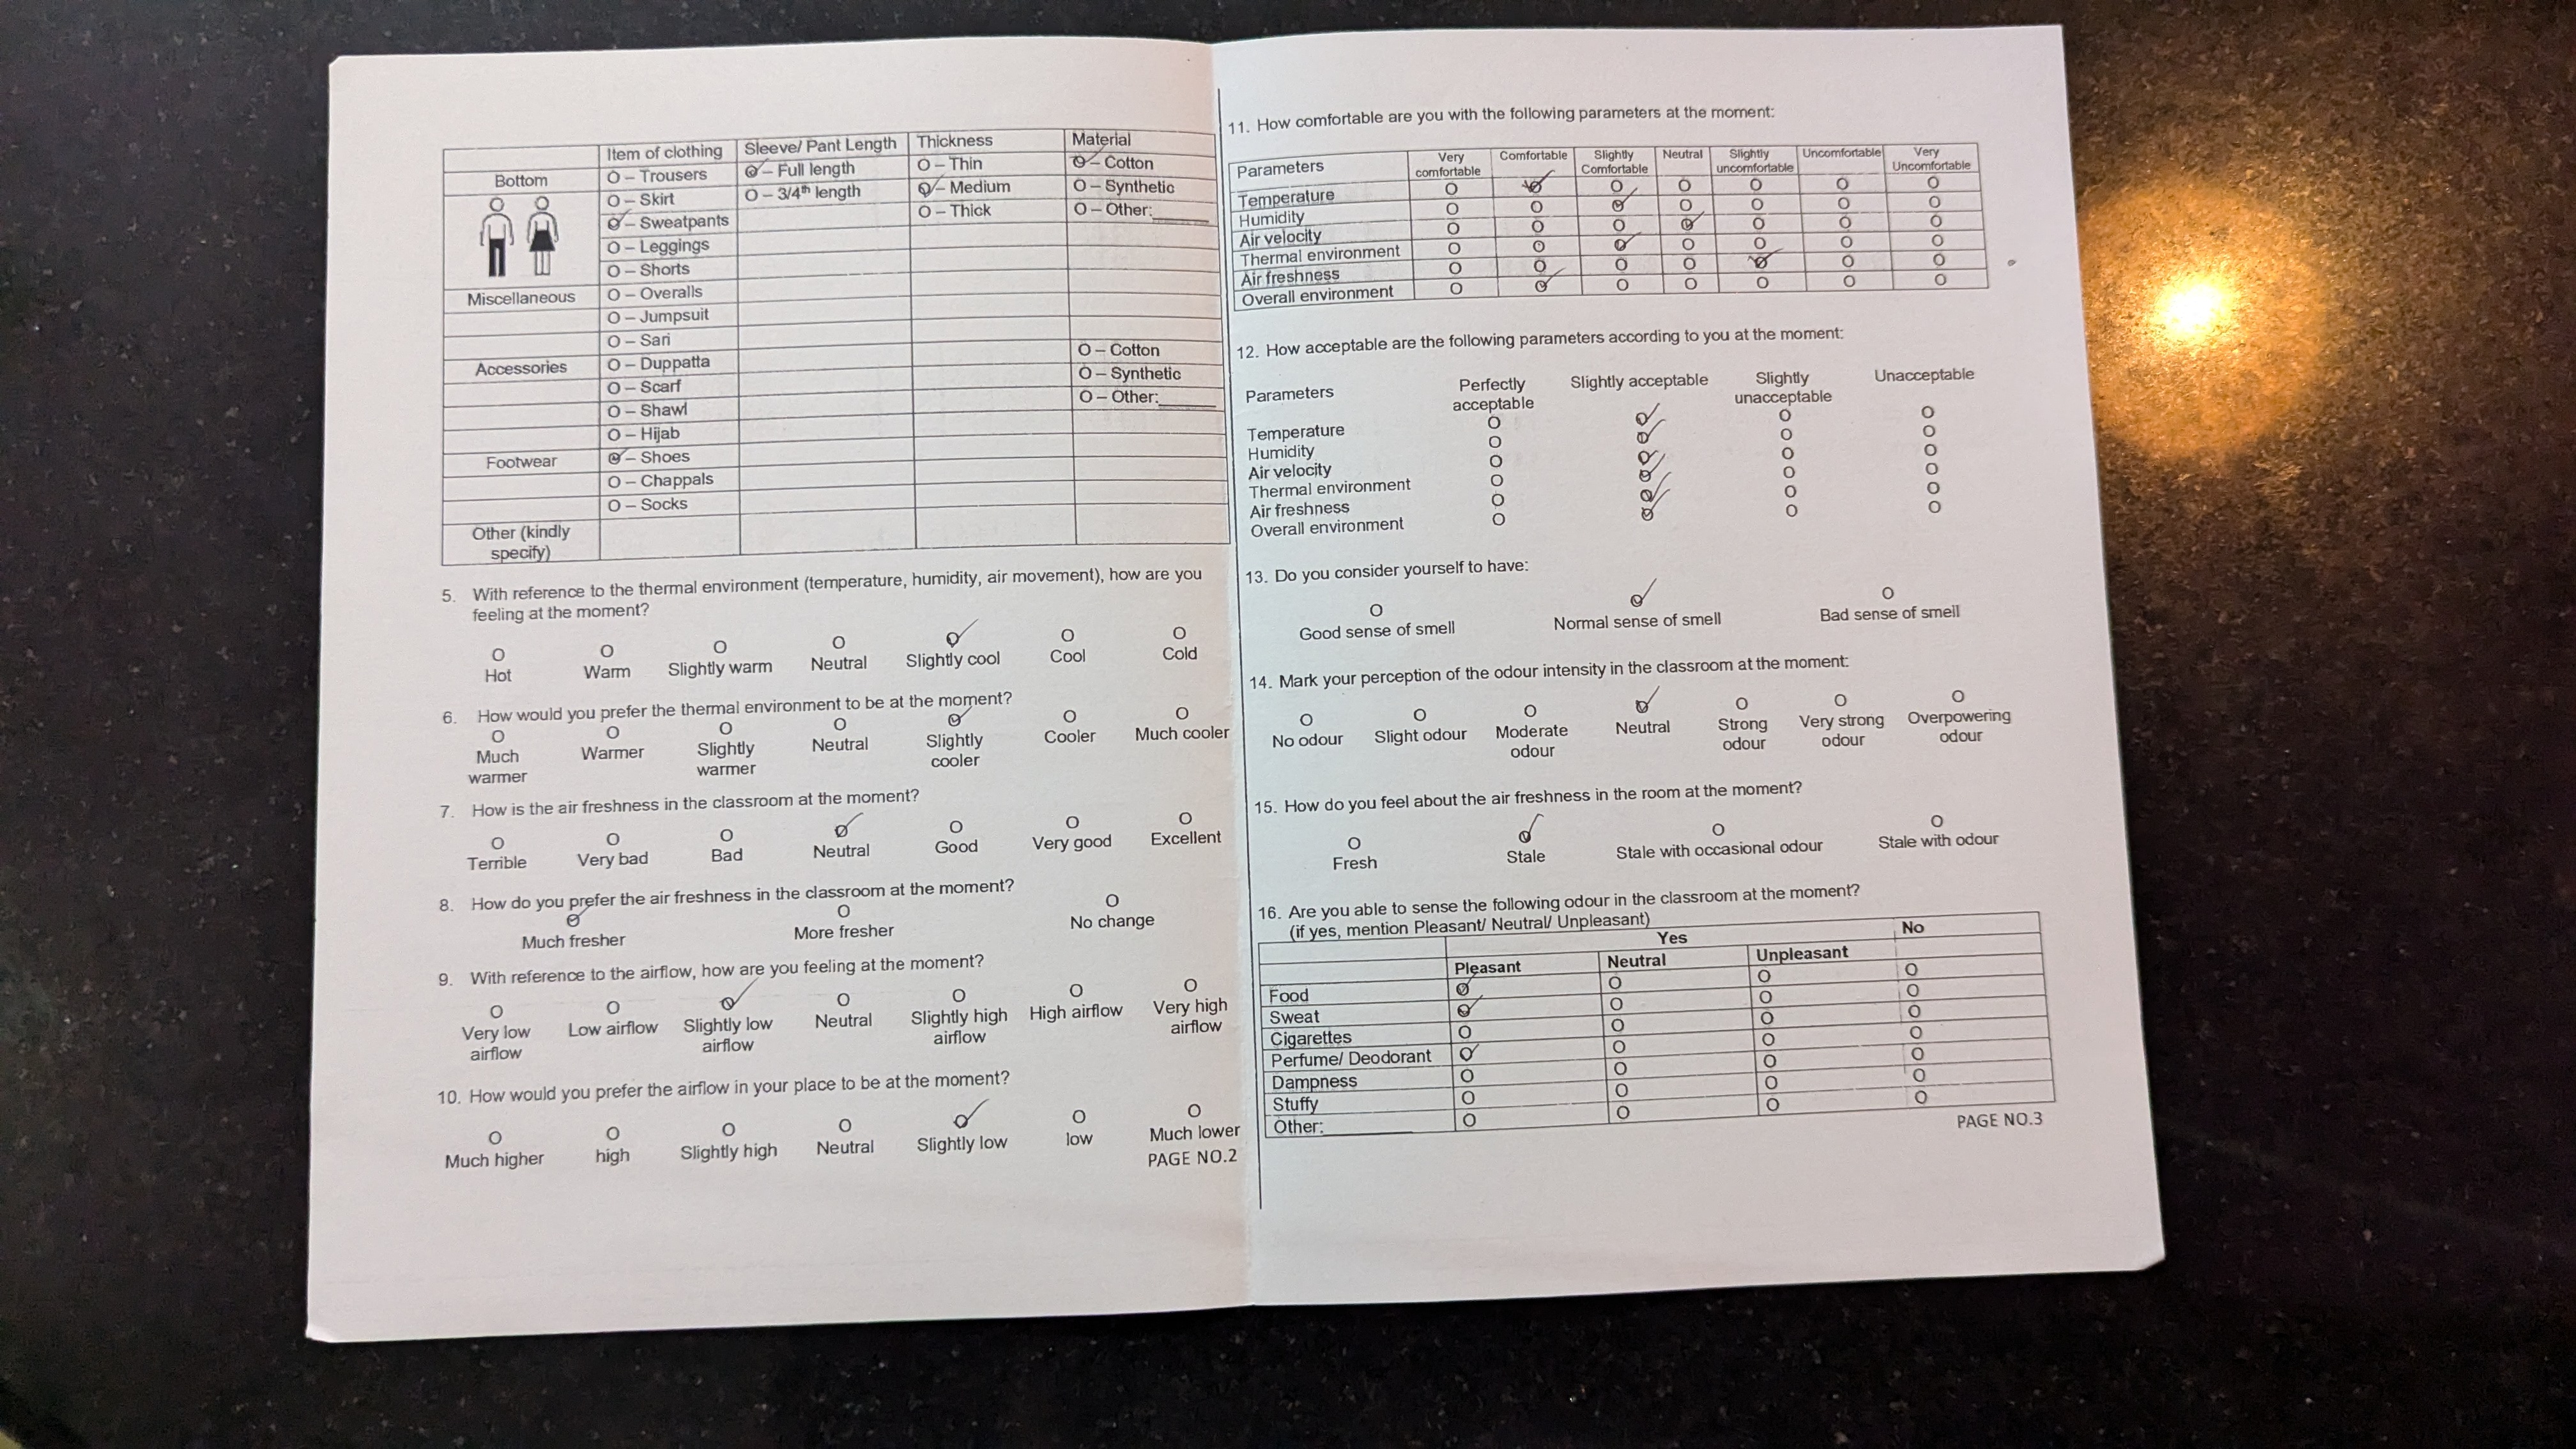 Item of clothing Sleeve/ Pant Length Thickness Material
Bottom O – Trousers O – Full length O – Thin O – Cotton
O – Skirt O – 3/4th length O – Medium O – Synthetic
O – Sweatpants O – Thick O – Other:______
O – Leggings
O – Shorts
Miscellaneous O – Overalls
O – Jumpsuit
O – Sari
Accessories O – Duppatta O – Cotton
O – Scarf O – Synthetic
O – Shawl O – Other:______
O – Hijab
Footwear O – Shoes
O – Chappals
O – Socks
Other (kindly
specify)
5. With reference to the thermal environment (temperature, humidity, air movement), how are you
feeling at the moment?
O O O O O O O
Hot Warm Slightly warm Neutral Slightly cool Cool Cold
6. How would you prefer the thermal environment to be at the moment?
O O O O O O O
Much Warmer Slightly Neutral Slightly Cooler Much cooler
warmer warmer cooler
7. How is the air freshness in the classroom at the moment?
O O O O O O O
Terrible Very bad Bad Neutral Good Very good Excellent
8. How do you prefer the air freshness in the classroom at the moment?
O O O
Much fresher More fresher No change
9. With reference to the airflow, how are you feeling at the moment?
O O O O O O O
Very low Low airflow Slightly low Neutral Slightly high High airflow Very high
airflow airflow airflow airflow
10. How would you prefer the airflow in your place to be at the moment?
O O O O O O O
Much higher high Slightly high Neutral Slightly low low Much lower
PAGE NO.2
11. How comfortable are you with the following parameters at the moment:
Parameters Very Comfortable Slightly Neutral Slightly Uncomfortable Very
comfortable Comfortable uncomfortable Uncomfortable
Temperature O O O O O O O
Humidity O O O O O O O
Air velocity O O O O O O O
Thermal environment O O O O O O O
Air freshness O O O O O O O
Overall environment O O O O O O O
12. How acceptable are the following parameters according to you at the moment:
Parameters Perfectly Slightly acceptable Slightly Unacceptable
acceptable unacceptable
Temperature O O O O
Humidity O O O O
Air velocity O O O O
Thermal environment O O O O
Air freshness O O O O
Overall environment O O O O
13. Do you consider yourself to have:
O O O
Good sense of smell Normal sense of smell Bad sense of smell
14. Mark your perception of the odour intensity in the classroom at the moment:
O O O O O O O
No odour Slight odour Moderate Neutral Strong Very strong Overpowering
odour odour odour odour
15. How do you feel about the air freshness in the room at the moment?
O O O O
Fresh Stale Stale with occasional odour Stale with odour
16. Are you able to sense the following odour in the classroom at the moment?
(if yes, mention Pleasant/ Neutral/ Unpleasant)
Yes No
Pleasant Neutral Unpleasant
Food O O O O
Sweat O O O O
Cigarettes O O O O
Perfume/ Deodorant O O O O
Dampness O O O O
Stuffy O O O O
Other:________ O O O O
PAGE NO.3